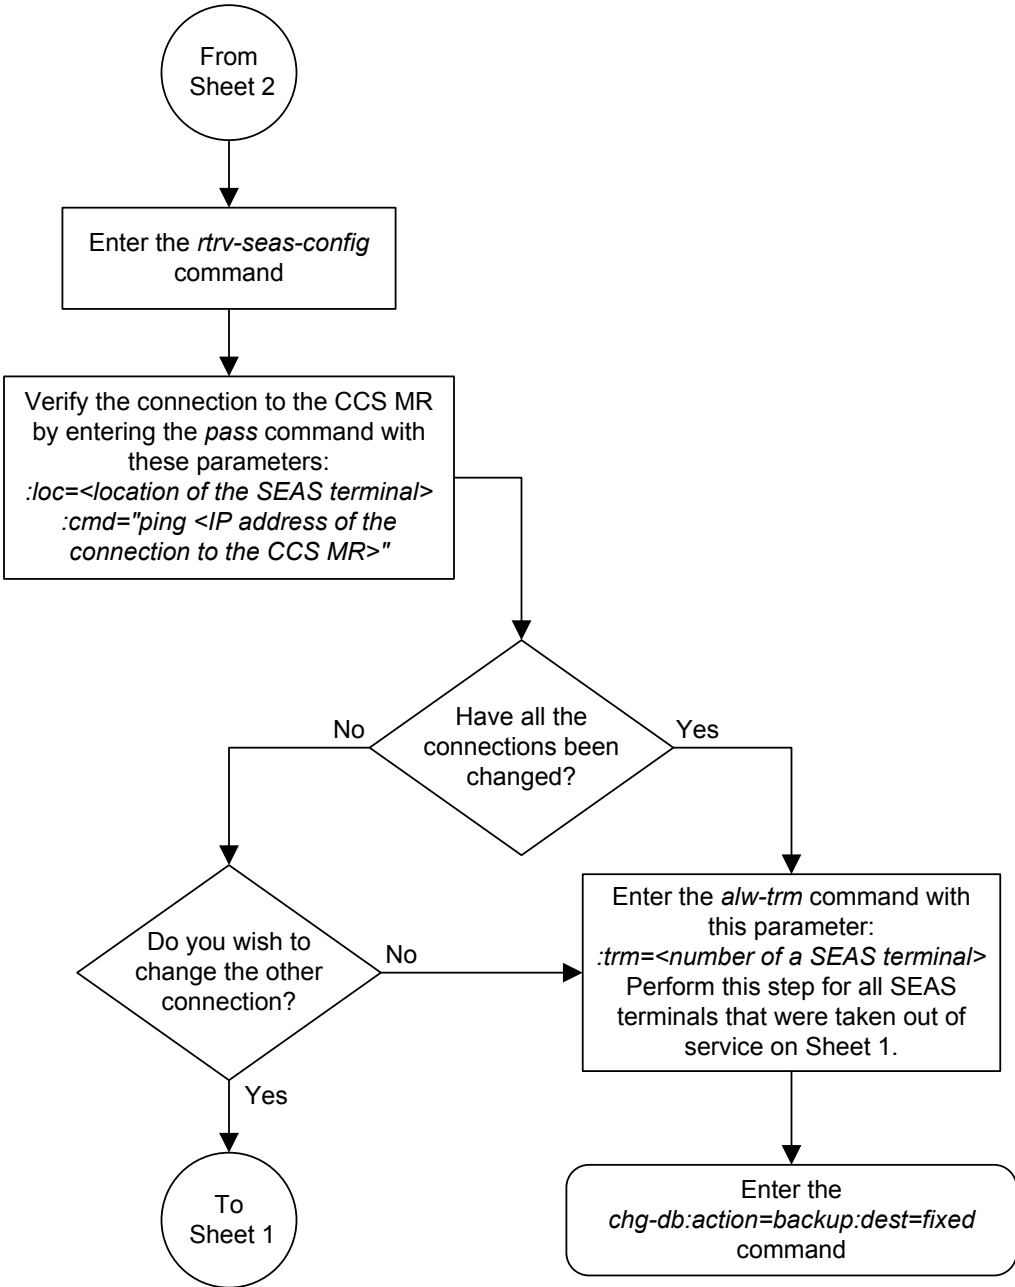 From
Sheet 2
Enter the rtrv-seas-config
command
Verify the connection to the CCS MR
by entering the pass command with
these parameters:
:loc=<location of the SEAS terminal>
:cmd="ping <IP address of the
connection to the CCS MR>"
Have all the
connections been
changed?
No
Yes
Do you wish to
change the other
connection?
No
Yes
Enter the alw-trm command with
this parameter:
:trm=<number of a SEAS terminal>
Perform this step for all SEAS
terminals that were taken out of
service on Sheet 1.
To
Sheet 1
Enter the
chg-db:action=backup:dest=fixed
command